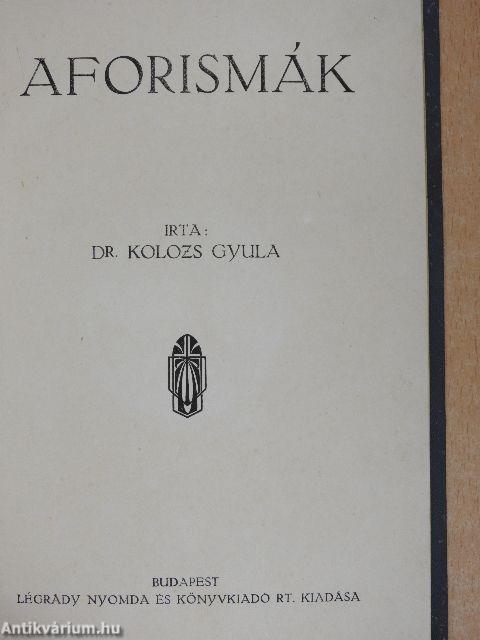 AFORISMÁK
IRTA:
DR. KOLOZS GYULA
BUDAPEST
LÉGRÁDY NYOMDA ÉS KÖNYVKIADÓ RT. KIADÁSA
Antikvárium.hu